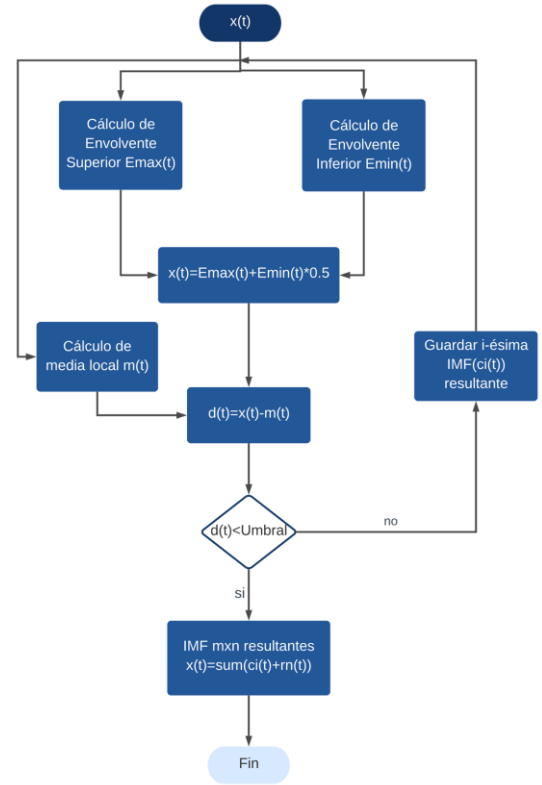 x(t)
Cálculo de
Envolvente
Superior Emax(t)
Cálculo de
Envolvente
Inferior Emin(t)
x(t)=Emax(t)+Emin(t)*0.5
Cálculo de
media local m(t)
Guardar i-ésima
IMF(ci(t))
resultante
d(t)=x(t)-m(t)
d(t)<Umbral
no
si
IMF mxn resultantes
x(t)=sum(ci(t)+rn(t))
Fin